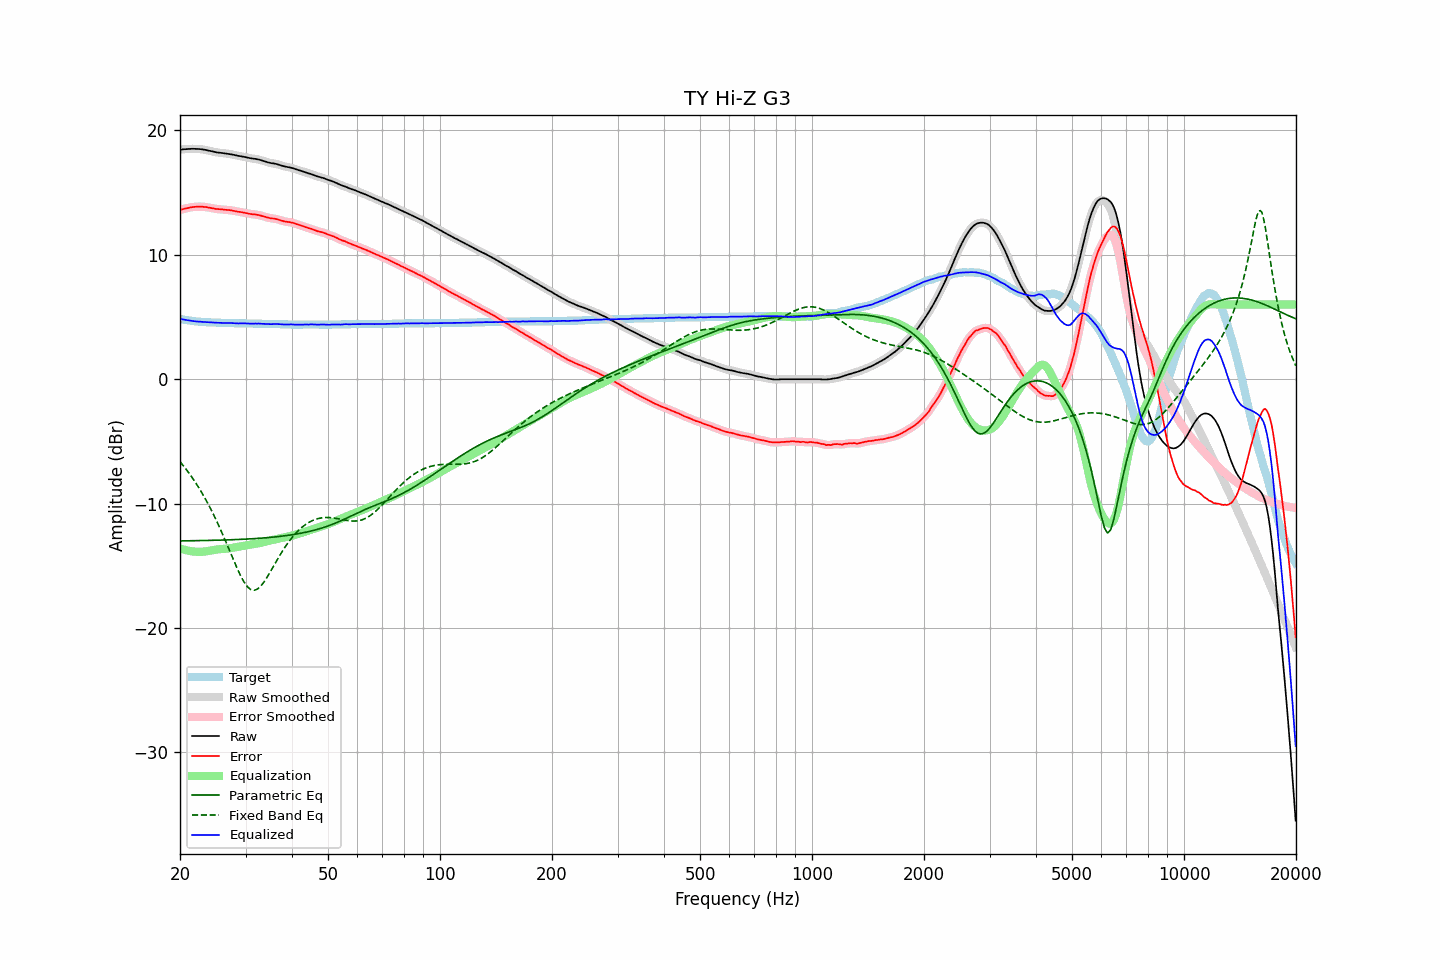 TY Hi-Z G3
Amplitude (dBr)
20
10
0
−10
−20
−30
Target
Raw Smoothed
Error Smoothed
Raw
Error
Equalization
Parametric Eq
Fixed Band Eq
Equalized
20 50 100 200 500 1000 2000 5000 10000 20000
Frequency (Hz)